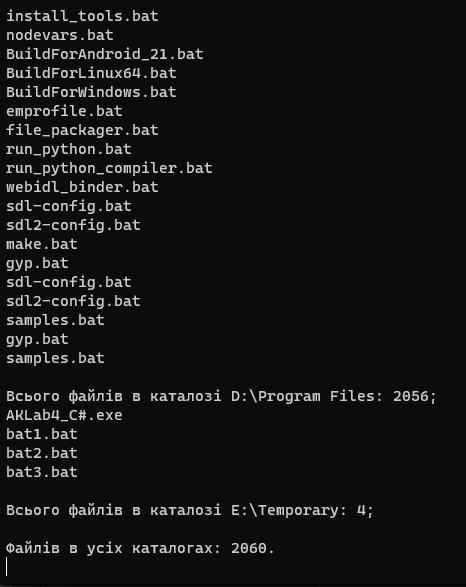 install_tools.bat
nodevars.bat
BuildForAndroid_21.bat
BuildForLinux64.bat
BuildForWindows.bat
emprofile.bat
file_packager.bat
run_python.bat
run_python_compiler.bat
webidl_binder.bat
sdl-config.bat
sdl2-config.bat
make.bat
gyp.bat
sdl-config.bat
sdl2-config.bat
samples.bat
gyp.bat
samples.bat
Всього файлів в каталозі D:\Program Files: 2056;
AKLab4_C#.exe
bat1.bat
bat2.bat
bat3.bat
Всього файлів в каталозі E:\Temporary: 4;
Файлів в усіх каталогах: 2060.